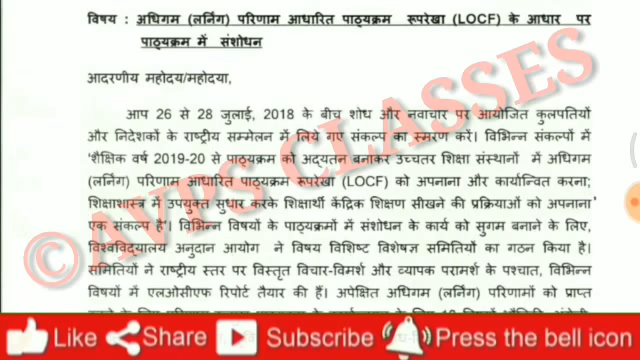 विषय : अधिगम (लर्निंग) परिणाम आधारित पाठ्यक्रम रूपरेखा (LOCF) के आधार पर
पाठ्यक्रम में संशोधन
आदरणीय महोदय/महोदया,
आप 26 से 28 जुलाई, 2018 के बीच शोध और नवाचार पर आयोजित कुलपतियों
और निदेशकों के राष्ट्रीय सम्मेलन में लिये गए संकल्प का स्मरण करें। विभिन्न संकल्पों में
'शैक्षिक वर्ष 2019-20 से पाठ्यक्रम को अद्यतन बनाकर उच्चतर शिक्षा संस्थानों में अधिगम
(लर्निंग) परिणाम आधारित पाठ्यक्रम रूपरेखा (LOCF) को अपनाना और कार्यान्वित करना;
शिक्षाशास्त्र में उपयुक्त सुधार करके शिक्षार्थी केंद्रिक शिक्षण सीखने की प्रक्रियाओं को अपनाना'
एक संकल्प है'। विभिन्न विषयों के पाठ्यक्रमों में संशोधन के कार्य को सुगम बनाने के लिए,
विश्वविद्यालय अनुदान आयोग ने विषय विशिष्ट विशेषज्ञ समितियों का गठन किया है।
समितियों ने राष्ट्रीय स्तर पर विस्तृत विचार-विमर्श और व्यापक परामर्श के पश्चात, विभिन्न
विषयों में एलओसीएफ रिपोर्ट तैयार की हैं। अपेक्षित अधिगम (लर्निंग) परिणामों को प्राप्त
© AVPS CLASSES
Like Share Subscribe Press the bell icon